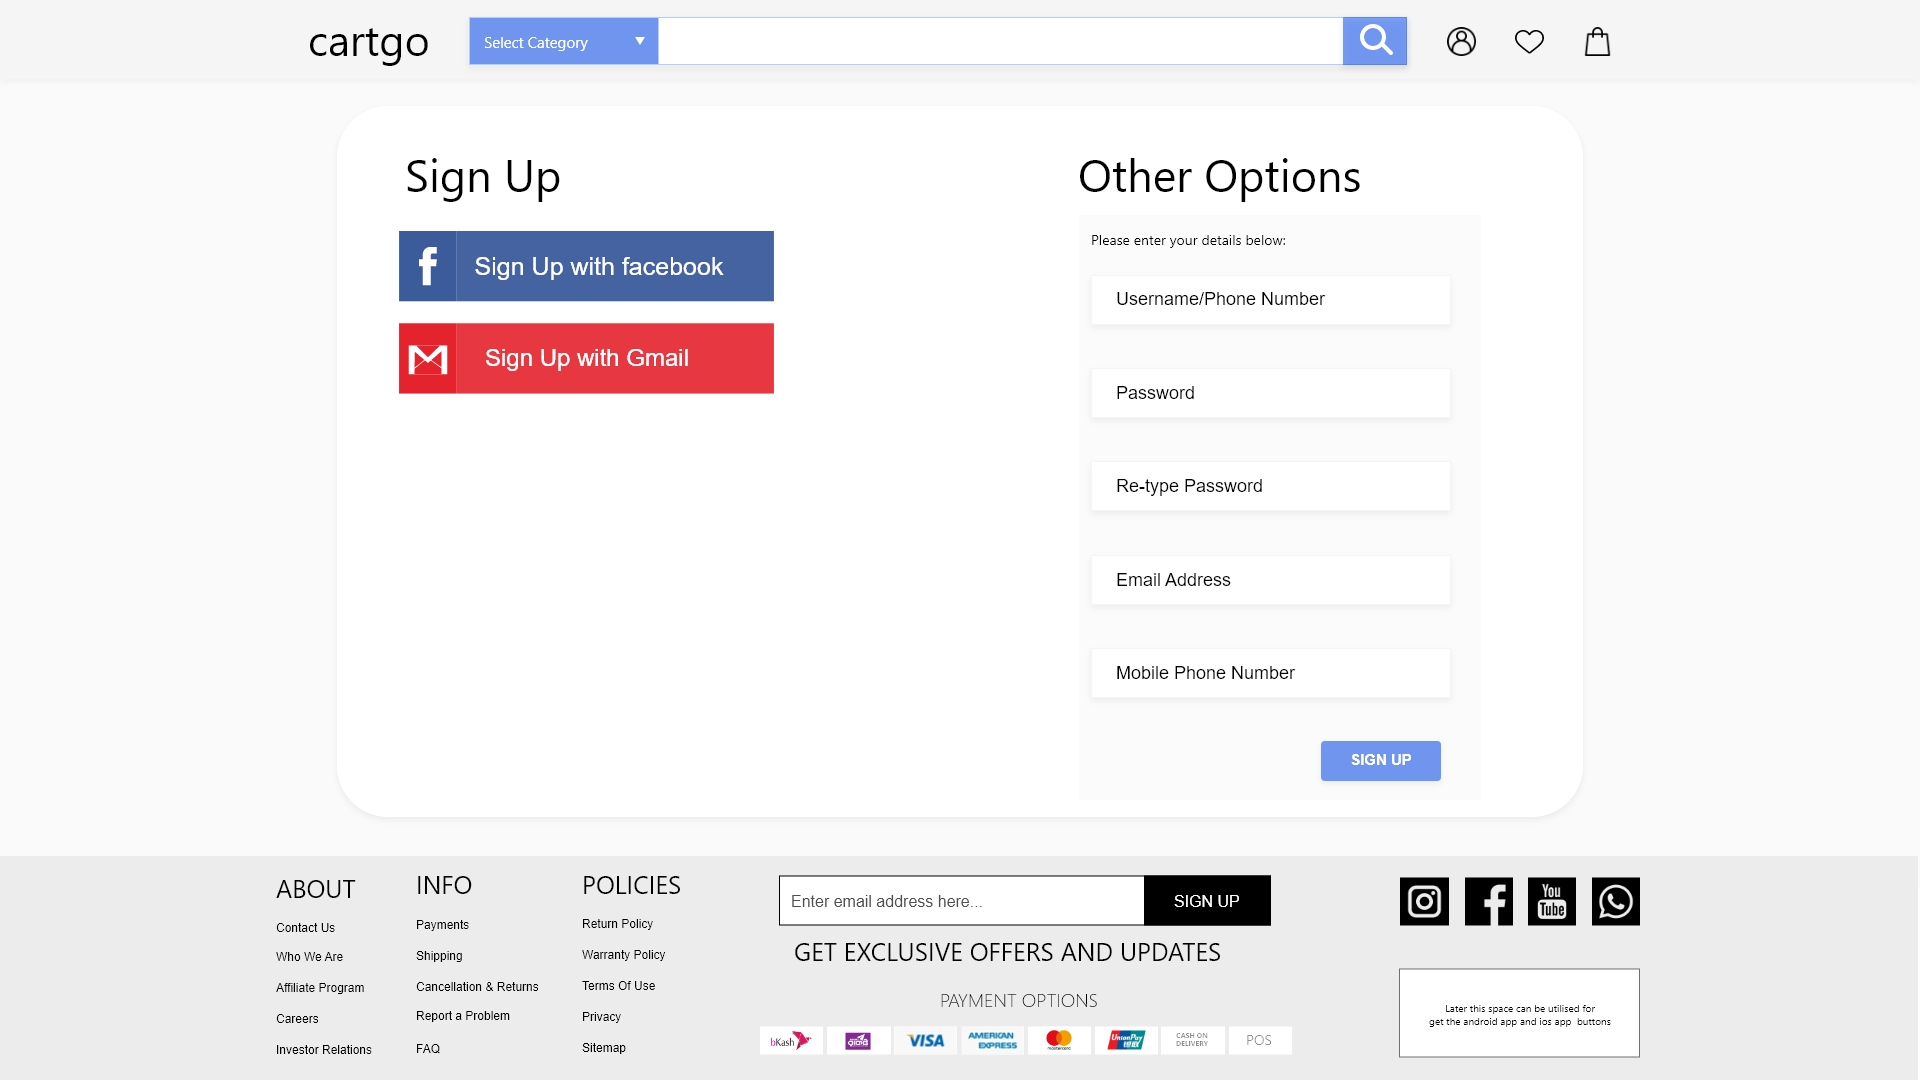 cartgo
Select Category
Sign Up
Sign Up with facebook
Sign Up with Gmail
Other Options
Please enter your details below:
Username/Phone Number
Password
Re-type Password
Email Address
Mobile Phone Number
SIGN UP
ABOUT
Contact Us
Who We Are
Affiliate Program
Careers
Investor Relations
INFO
Payments
Shipping
Cancellation & Returns
Report a Problem
FAQ
POLICIES
Return Policy
Warranty Policy
Terms Of Use
Privacy
Sitemap
Enter email address here...
SIGN UP
GET EXCLUSIVE OFFERS AND UPDATES
PAYMENT OPTIONS
bKash
VISA
AMERICAN
EXPRESS
mastercard
UnionPay
银联
CASH ON
DELIVERY
POS
You
Tube
Later this space can be utilised for
get the android app and ios app buttons